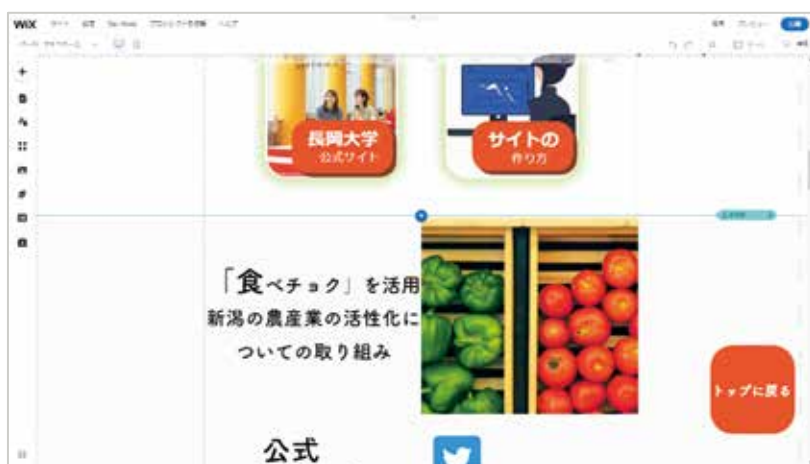 WiX
長岡大学
公式サイト
サイトの
作り方
「食べチョク」を活用
新潟の農産業の活性化に
ついての取り組み
トップに戻る
公式